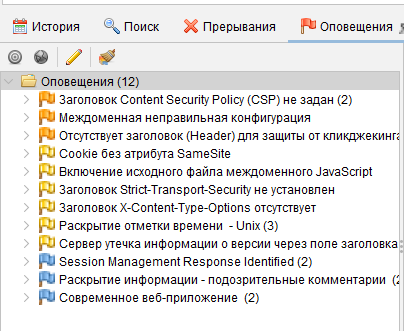 История Поиск Прерывания Оповещения
Оповещения (12)
Заголовок Content Security Policy (CSP) не задан (2)
Междоменная неправильная конфигурация
Отсутствует заголовок (Header) для защиты от кликджекинга
Cookie без атрибута SameSite
Включение исходного файла междоменного JavaScript
Заголовок Strict-Transport-Security не установлен
Заголовок X-Content-Type-Options отсутствует
Раскрытие отметки времени - Unix (3)
Сервер утечка информации о версии через поле заголовка
Session Management Response Identified (2)
Раскрытие информации - подозрительные комментарии (2
Современное веб-приложение (2)